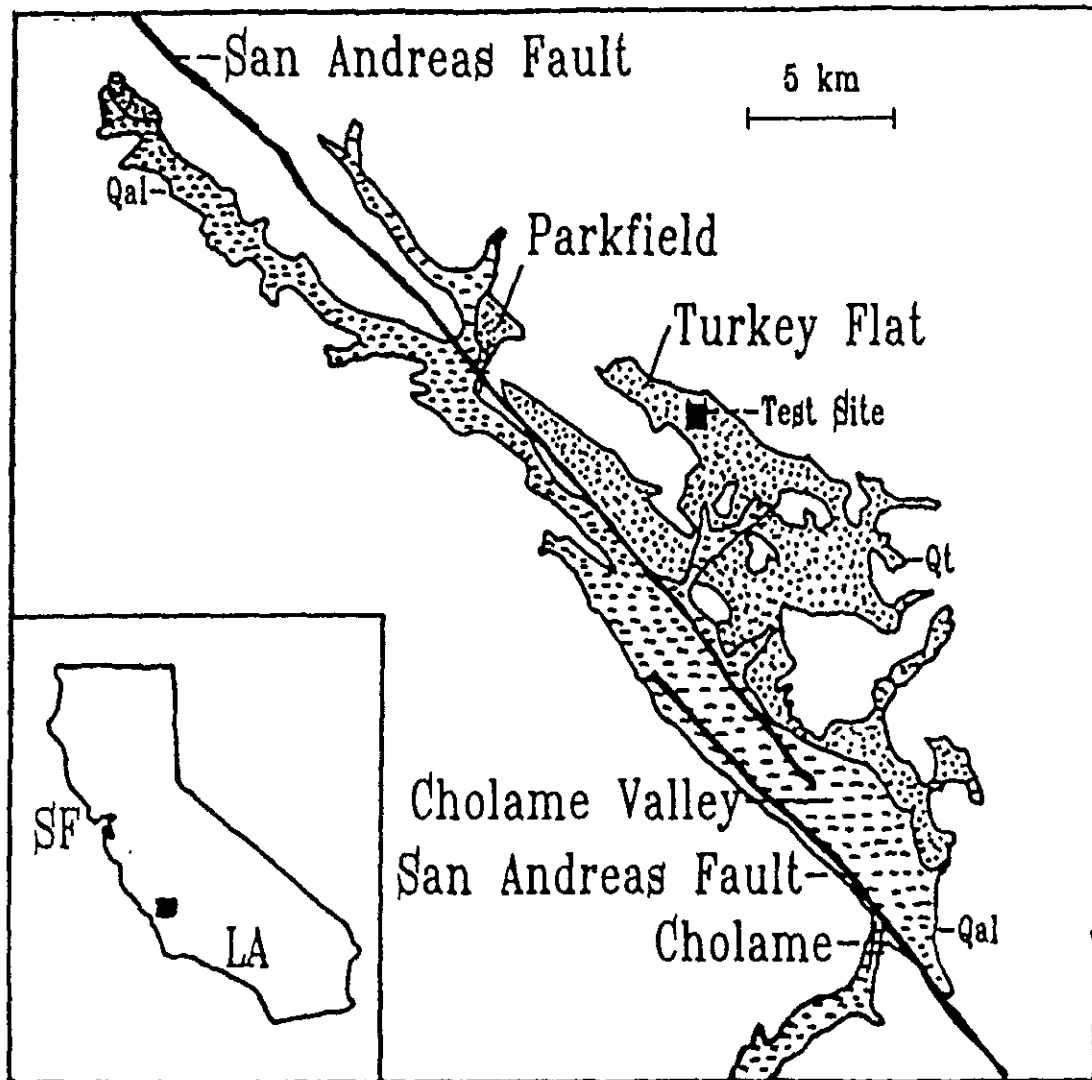 San Andreas Fault
5 km
Qal
Parkfield
Turkey Flat
Test Site
Qt
Cholame Valley
SF
San Andreas Fault
LA
Cholame
Qal